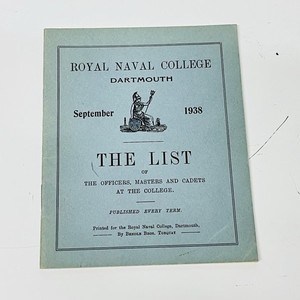 ROYAL NAVAL COLLEGE
DARTMOUTH
September 1938
THE LIST
OF
THE OFFICERS, MASTERS AND CADETS
AT THE COLLEGE.
PUBLISHED EVERY TERM.
Printed for the Royal Naval College, Dartmouth,
By Dendle Bros, Torquay